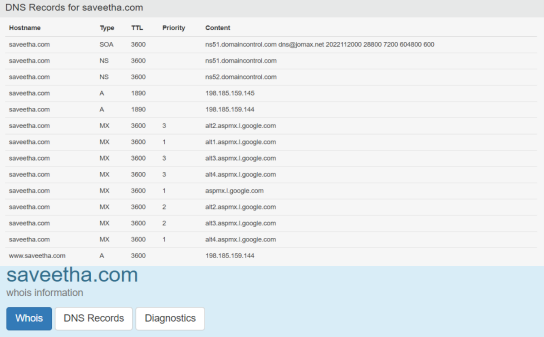 DNS Records for saveetha.com
Hostname Type TTL Priority Content
saveetha.com SOA 3600 ns51.domaincontrol.com dns@jomax.net 2022112000 28800 7200 604800 600
saveetha.com NS 3600 ns51.domaincontrol.com
saveetha.com NS 3600 ns52.domaincontrol.com
saveetha.com A 1890 198.185.159.145
saveetha.com A 1890 198.185.159.144
saveetha.com MX 3600 3 alt2.aspmx.l.google.com
saveetha.com MX 3600 1 alt1.aspmx.l.google.com
saveetha.com MX 3600 3 alt3.aspmx.l.google.com
saveetha.com MX 3600 3 alt4.aspmx.l.google.com
saveetha.com MX 3600 1 aspmx.l.google.com
saveetha.com MX 3600 2 alt2.aspmx.l.google.com
saveetha.com MX 3600 2 alt3.aspmx.l.google.com
saveetha.com MX 3600 1 alt4.aspmx.l.google.com
www.saveetha.com A 3600 198.185.159.144
saveetha.com
whois information
Whois DNS Records Diagnostics